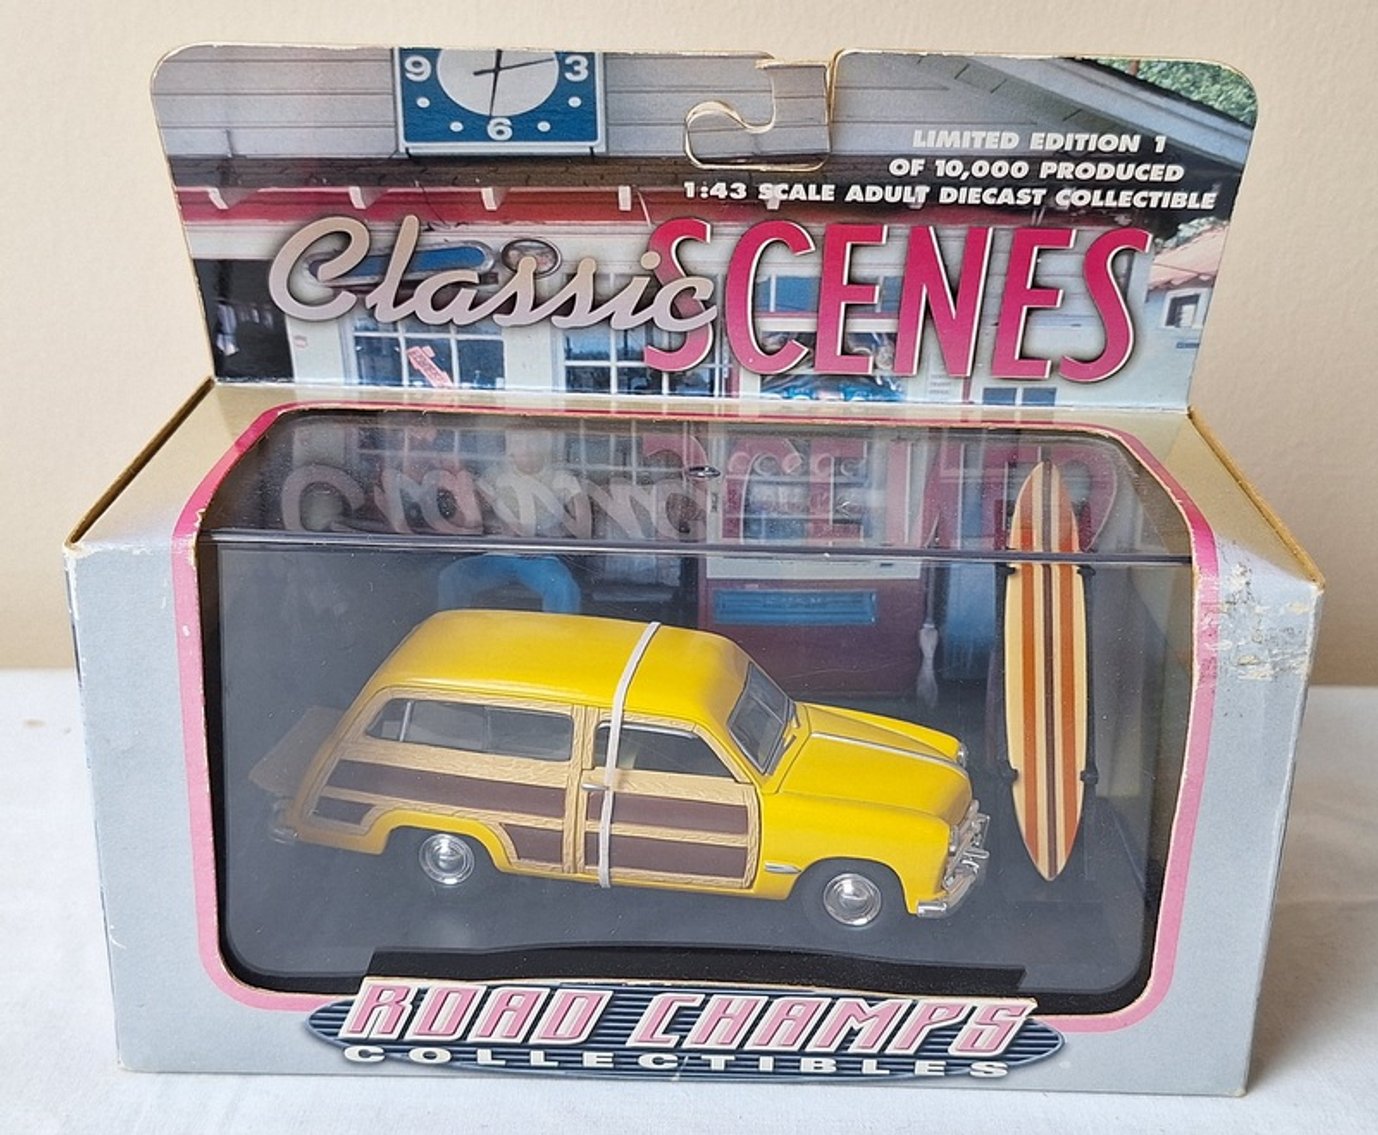 9 3
6
LIMITED EDITION 1
OF 10,000 PRODUCED
1:43 SCALE ADULT DIECAST COLLECTIBLE
Classic SCENES
ROAD CHAMPS
COLLECTIBLES